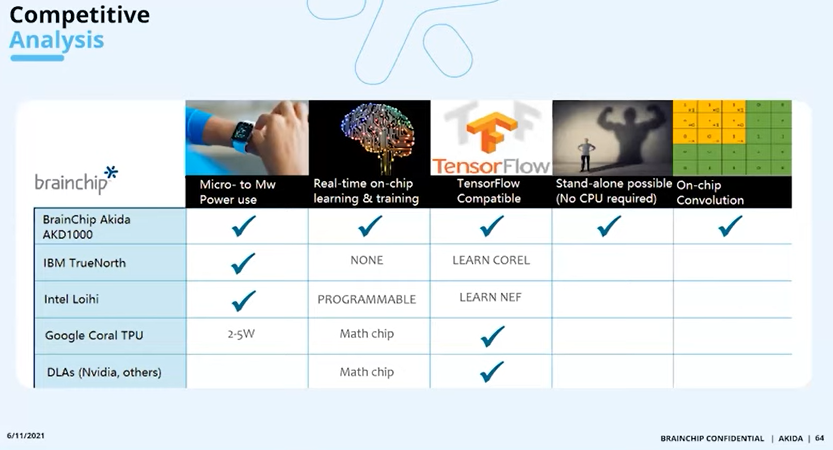 Competitive
Analysis
brainchip
TensorFlow
Micro- to Mw
Power use
Real-time on-chip
learning & training
TensorFlow
Compatible
Stand-alone possible
(No CPU required)
On-chip
Convolution
BrainChip Akida
AKD1000
IBM TrueNorth
NONE
LEARN COREL
Intel Loihi
PROGRAMMABLE
LEARN NEF
Google Coral TPU
2-5W
Math chip
DLAs (Nvidia, others)
Math chip
6/11/2021
BRAINCHIP CONFIDENTIAL | AKIDA | 64